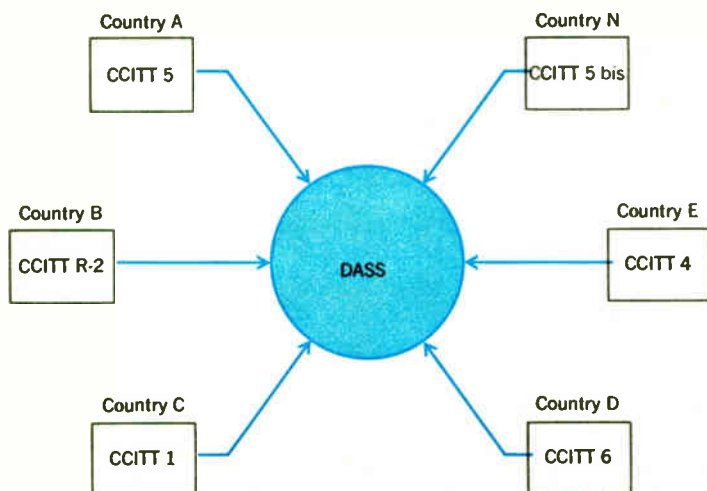 Country A
CCITT 5
Country N
CCITT 5 bis
Country B
CCITT R-2
DASS
Country E
CCITT 4
Country C
CCITT 1
Country D
CCITT 6